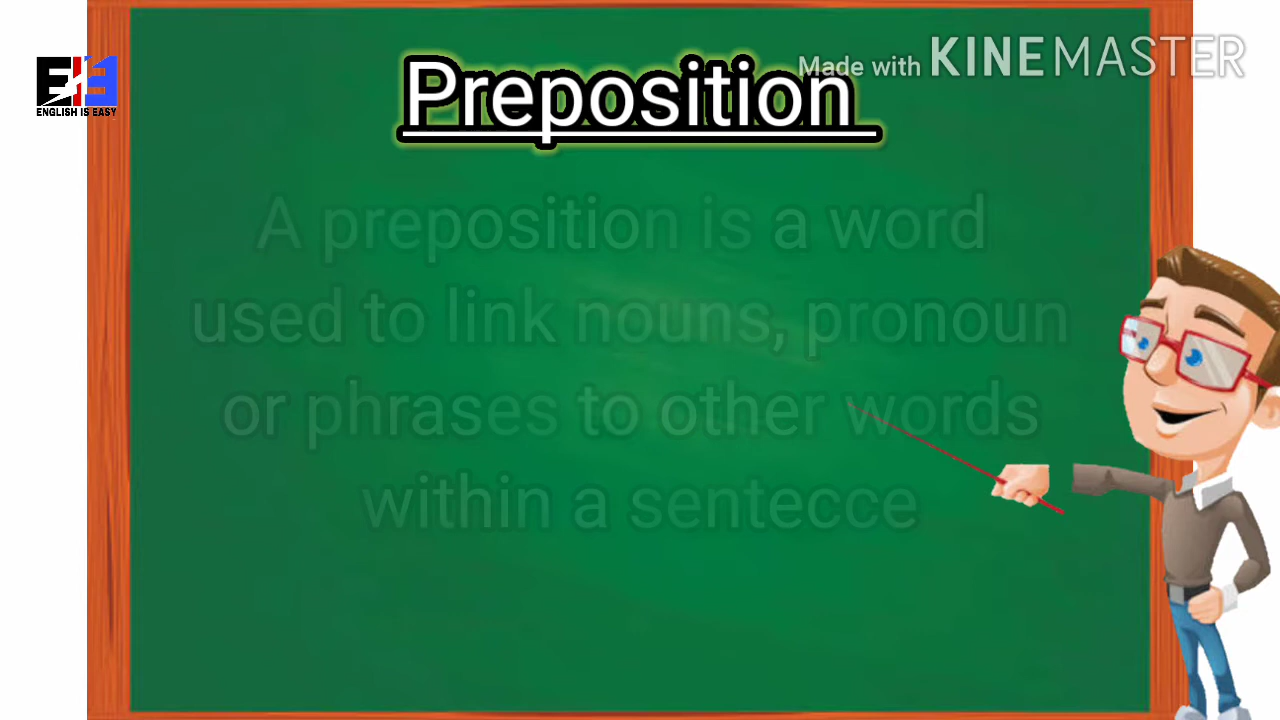 Preposition
Made with KINEMASTER
EIE
ENGLISH IS EASY
A preposition is a word
used to link nouns, pronoun
or phrases to other words
within a sentecce